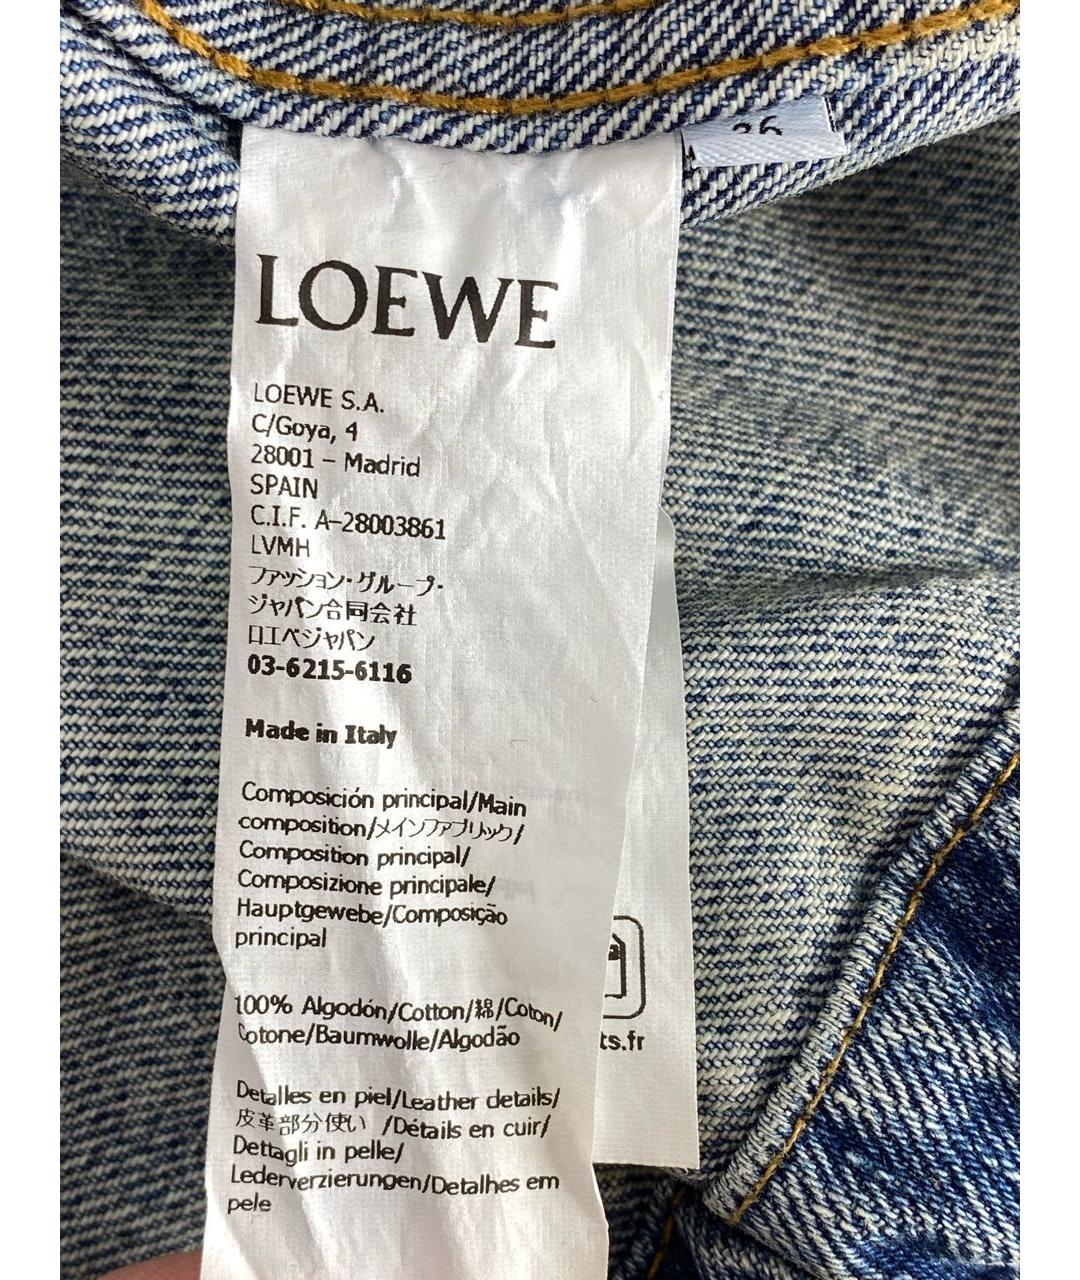 36
LOEWE
LOEWE S.A.
C/Goya, 4
28001 – Madrid
SPAIN
C.I.F. A-28003861
LVMH
ファッション・グループ・
ジャパン合同会社
ロエベジャパン
03-6215-6116
Made in Italy
Composición principal/Main
composition/メインファブリック/
Composition principal/
Composizione principale/
Hauptgewebe/Composição
principal
100% Algodón/Cotton/綿/Coton/
Cotone/Baumwolle/Algodão
Detalles en piel/Leather details/
皮革部分使い /Détails en cuir/
Dettagli in pelle/
Lederverzierungen/Detalhes em
pele
ts.fr